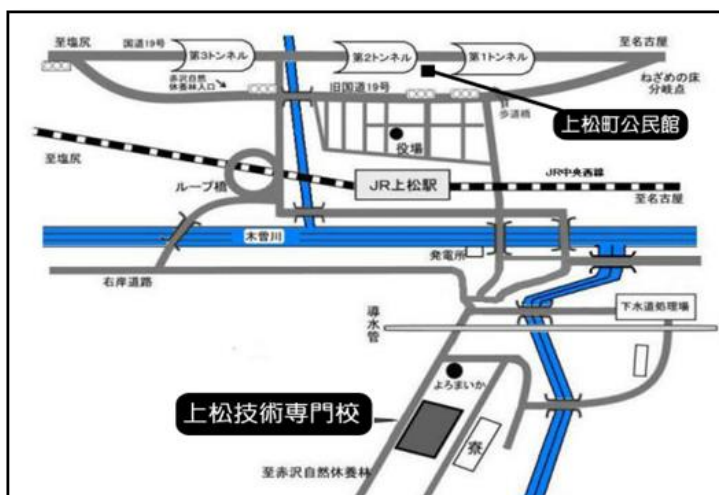 至塩尻
国道19号
第3トンネル
第2トンネル
第1トンネル
至名古屋
赤沢自然
休養林入口
旧国道19号
ねざめの床
分岐点
歩道橋
上松町公民館
役場
至塩尻
ループ橋
JR上松駅
JR中央西線
至名古屋
木曽川
発電所
右岸道路
導水管
下水道処理場
よろまいか
上松技術専門校
寮
至赤沢自然休養林